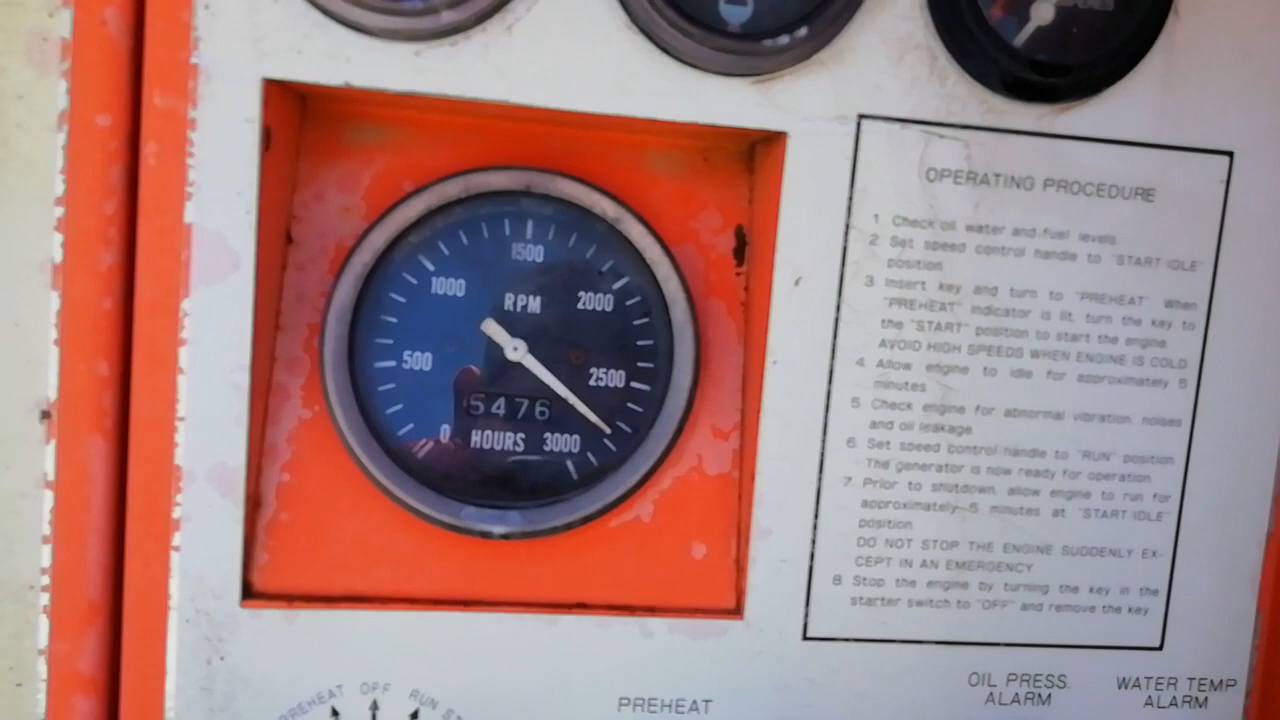 1500
1000
2000
RPM
500
2500
5476
0 HOURS 3000
OPERATING PROCEDURE
1. Check oil, water and fuel levels.
2. Set speed control handle to "START IDLE"
position.
3. Insert key and turn to "PREHEAT". When
"PREHEAT" indicator is lit, turn the key to
the "START" position to start the engine.
AVOID HIGH SPEEDS WHEN ENGINE IS COLD
4. Allow engine to idle for approximately 5
minutes
5. Check engine for abnormal vibration, noises
and oil leakage.
6. Set speed control handle to "RUN" position.
The generator is now ready for operation.
7. Prior to shutdown, allow engine to run for
approximately 5 minutes at "START/IDLE"
position.
DO NOT STOP THE ENGINE SUDDENLY EX-
CEPT IN AN EMERGENCY
8. Stop the engine by turning the key in the
starter switch to "OFF" and remove the key
PREHEAT OFF RUN
PREHEAT
OIL PRESS.
ALARM
WATER TEMP
ALARM